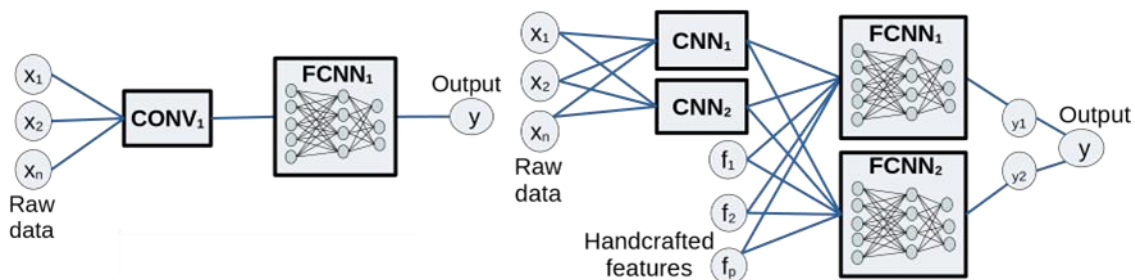 x1
x2
xn
Raw
data
CONV1
FCNN1
Output
y
x1
x2
xn
Raw
data
CNN1
CNN2
f1
f2
fp
Handcrafted
features
FCNN1
FCNN2
y1
y2
Output
y